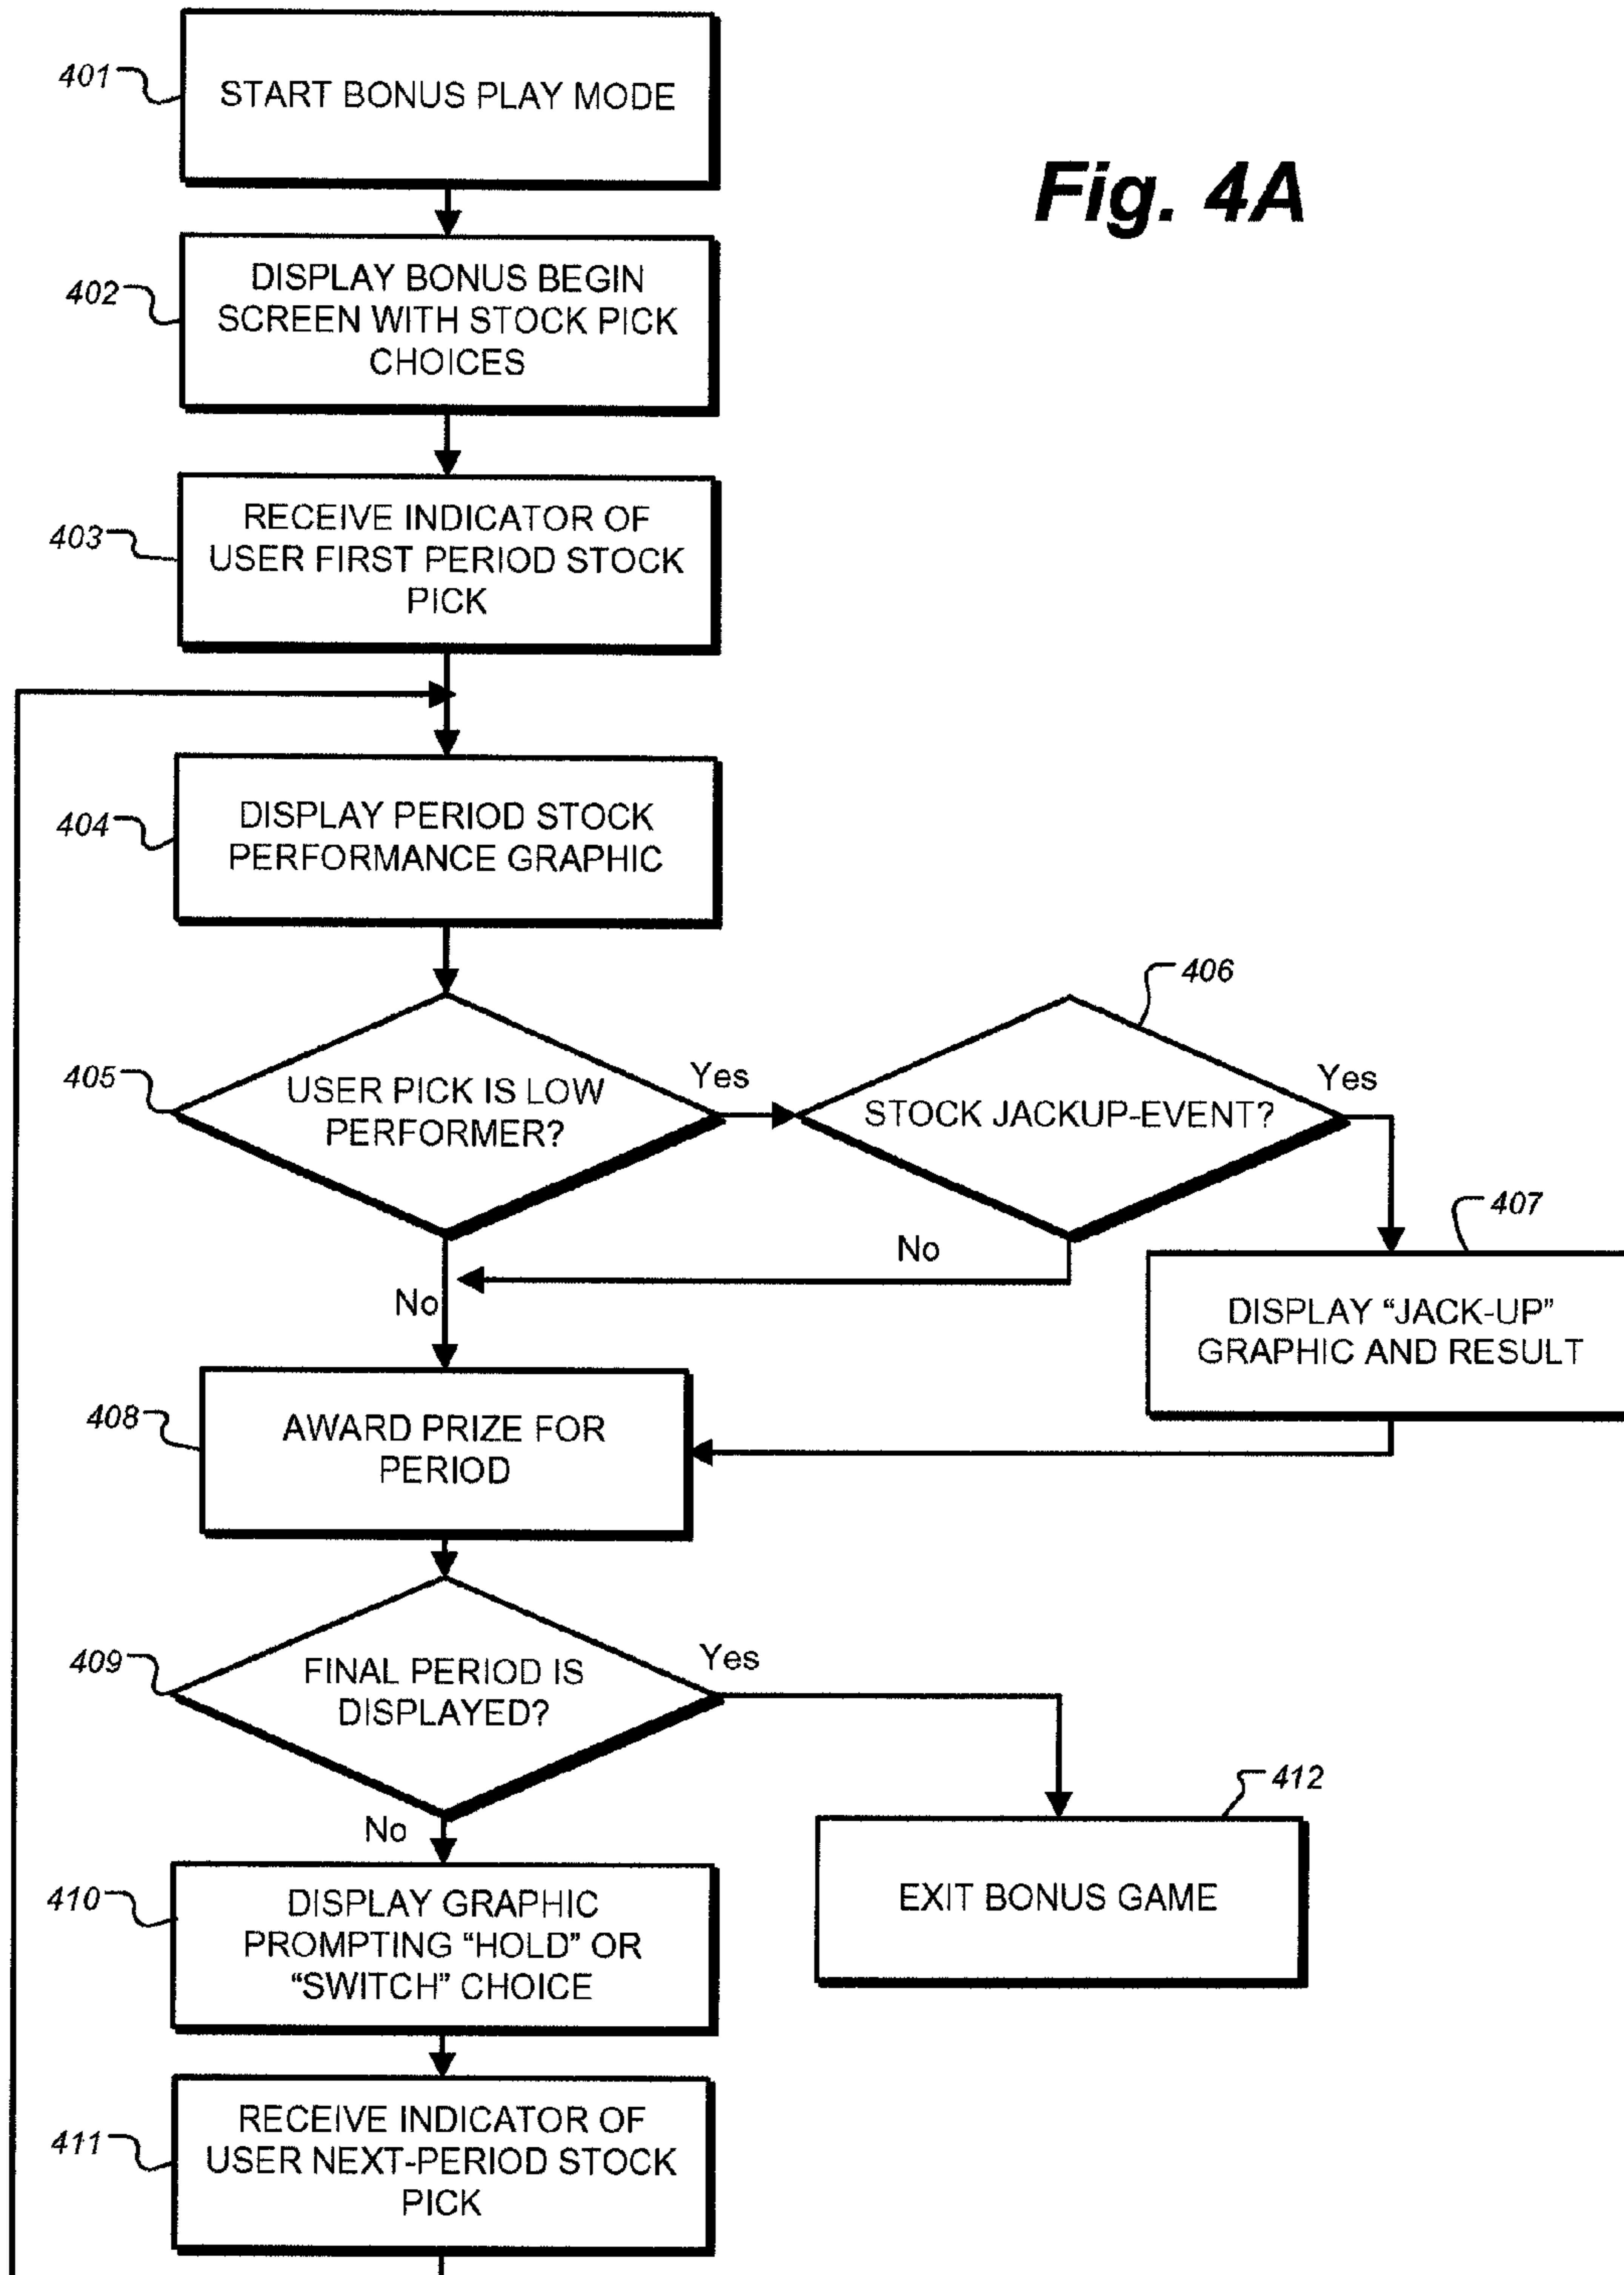 401
START BONUS PLAY MODE
Fig. 4A
402
DISPLAY BONUS BEGIN
SCREEN WITH STOCK PICK
CHOICES
403
RECEIVE INDICATOR OF
USER FIRST PERIOD STOCK
PICK
404
DISPLAY PERIOD STOCK
PERFORMANCE GRAPHIC
405
USER PICK IS LOW
PERFORMER?
Yes
406
STOCK JACKUP-EVENT?
Yes
No
No
407
DISPLAY “JACK-UP”
GRAPHIC AND RESULT
408
AWARD PRIZE FOR
PERIOD
409
FINAL PERIOD IS
DISPLAYED?
Yes
No
412
EXIT BONUS GAME
410
DISPLAY GRAPHIC
PROMPTING “HOLD” OR
“SWITCH” CHOICE
411
RECEIVE INDICATOR OF
USER NEXT-PERIOD STOCK
PICK